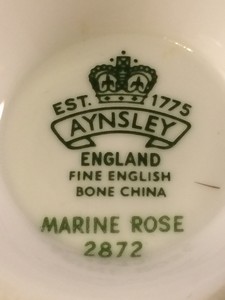 EST. 1775
AYNSLEY
ENGLAND
FINE ENGLISH
BONE CHINA
MARINE ROSE
2872